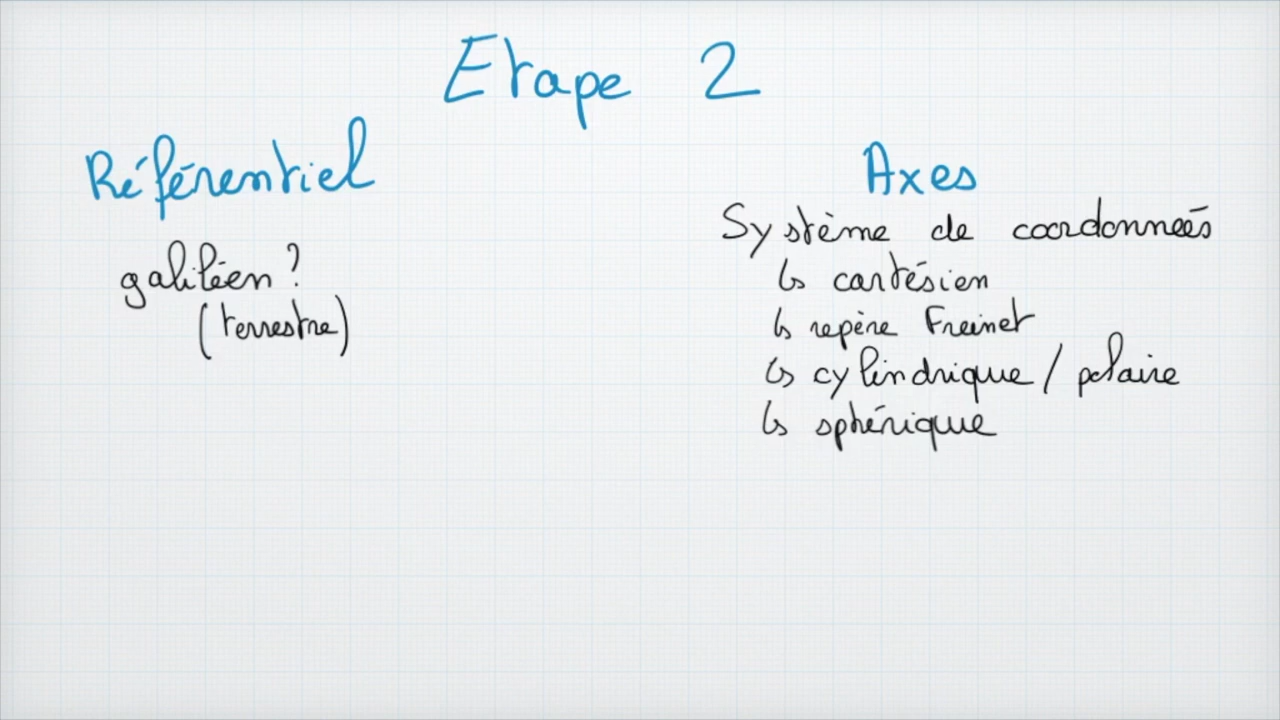 Etape 2
Référentiel
galiléen ?
(terrestre)
Axes
Système de coordonnées
↳ cartésien
↳ repère Freinet
↳ cylindrique / polaire
↳ sphérique